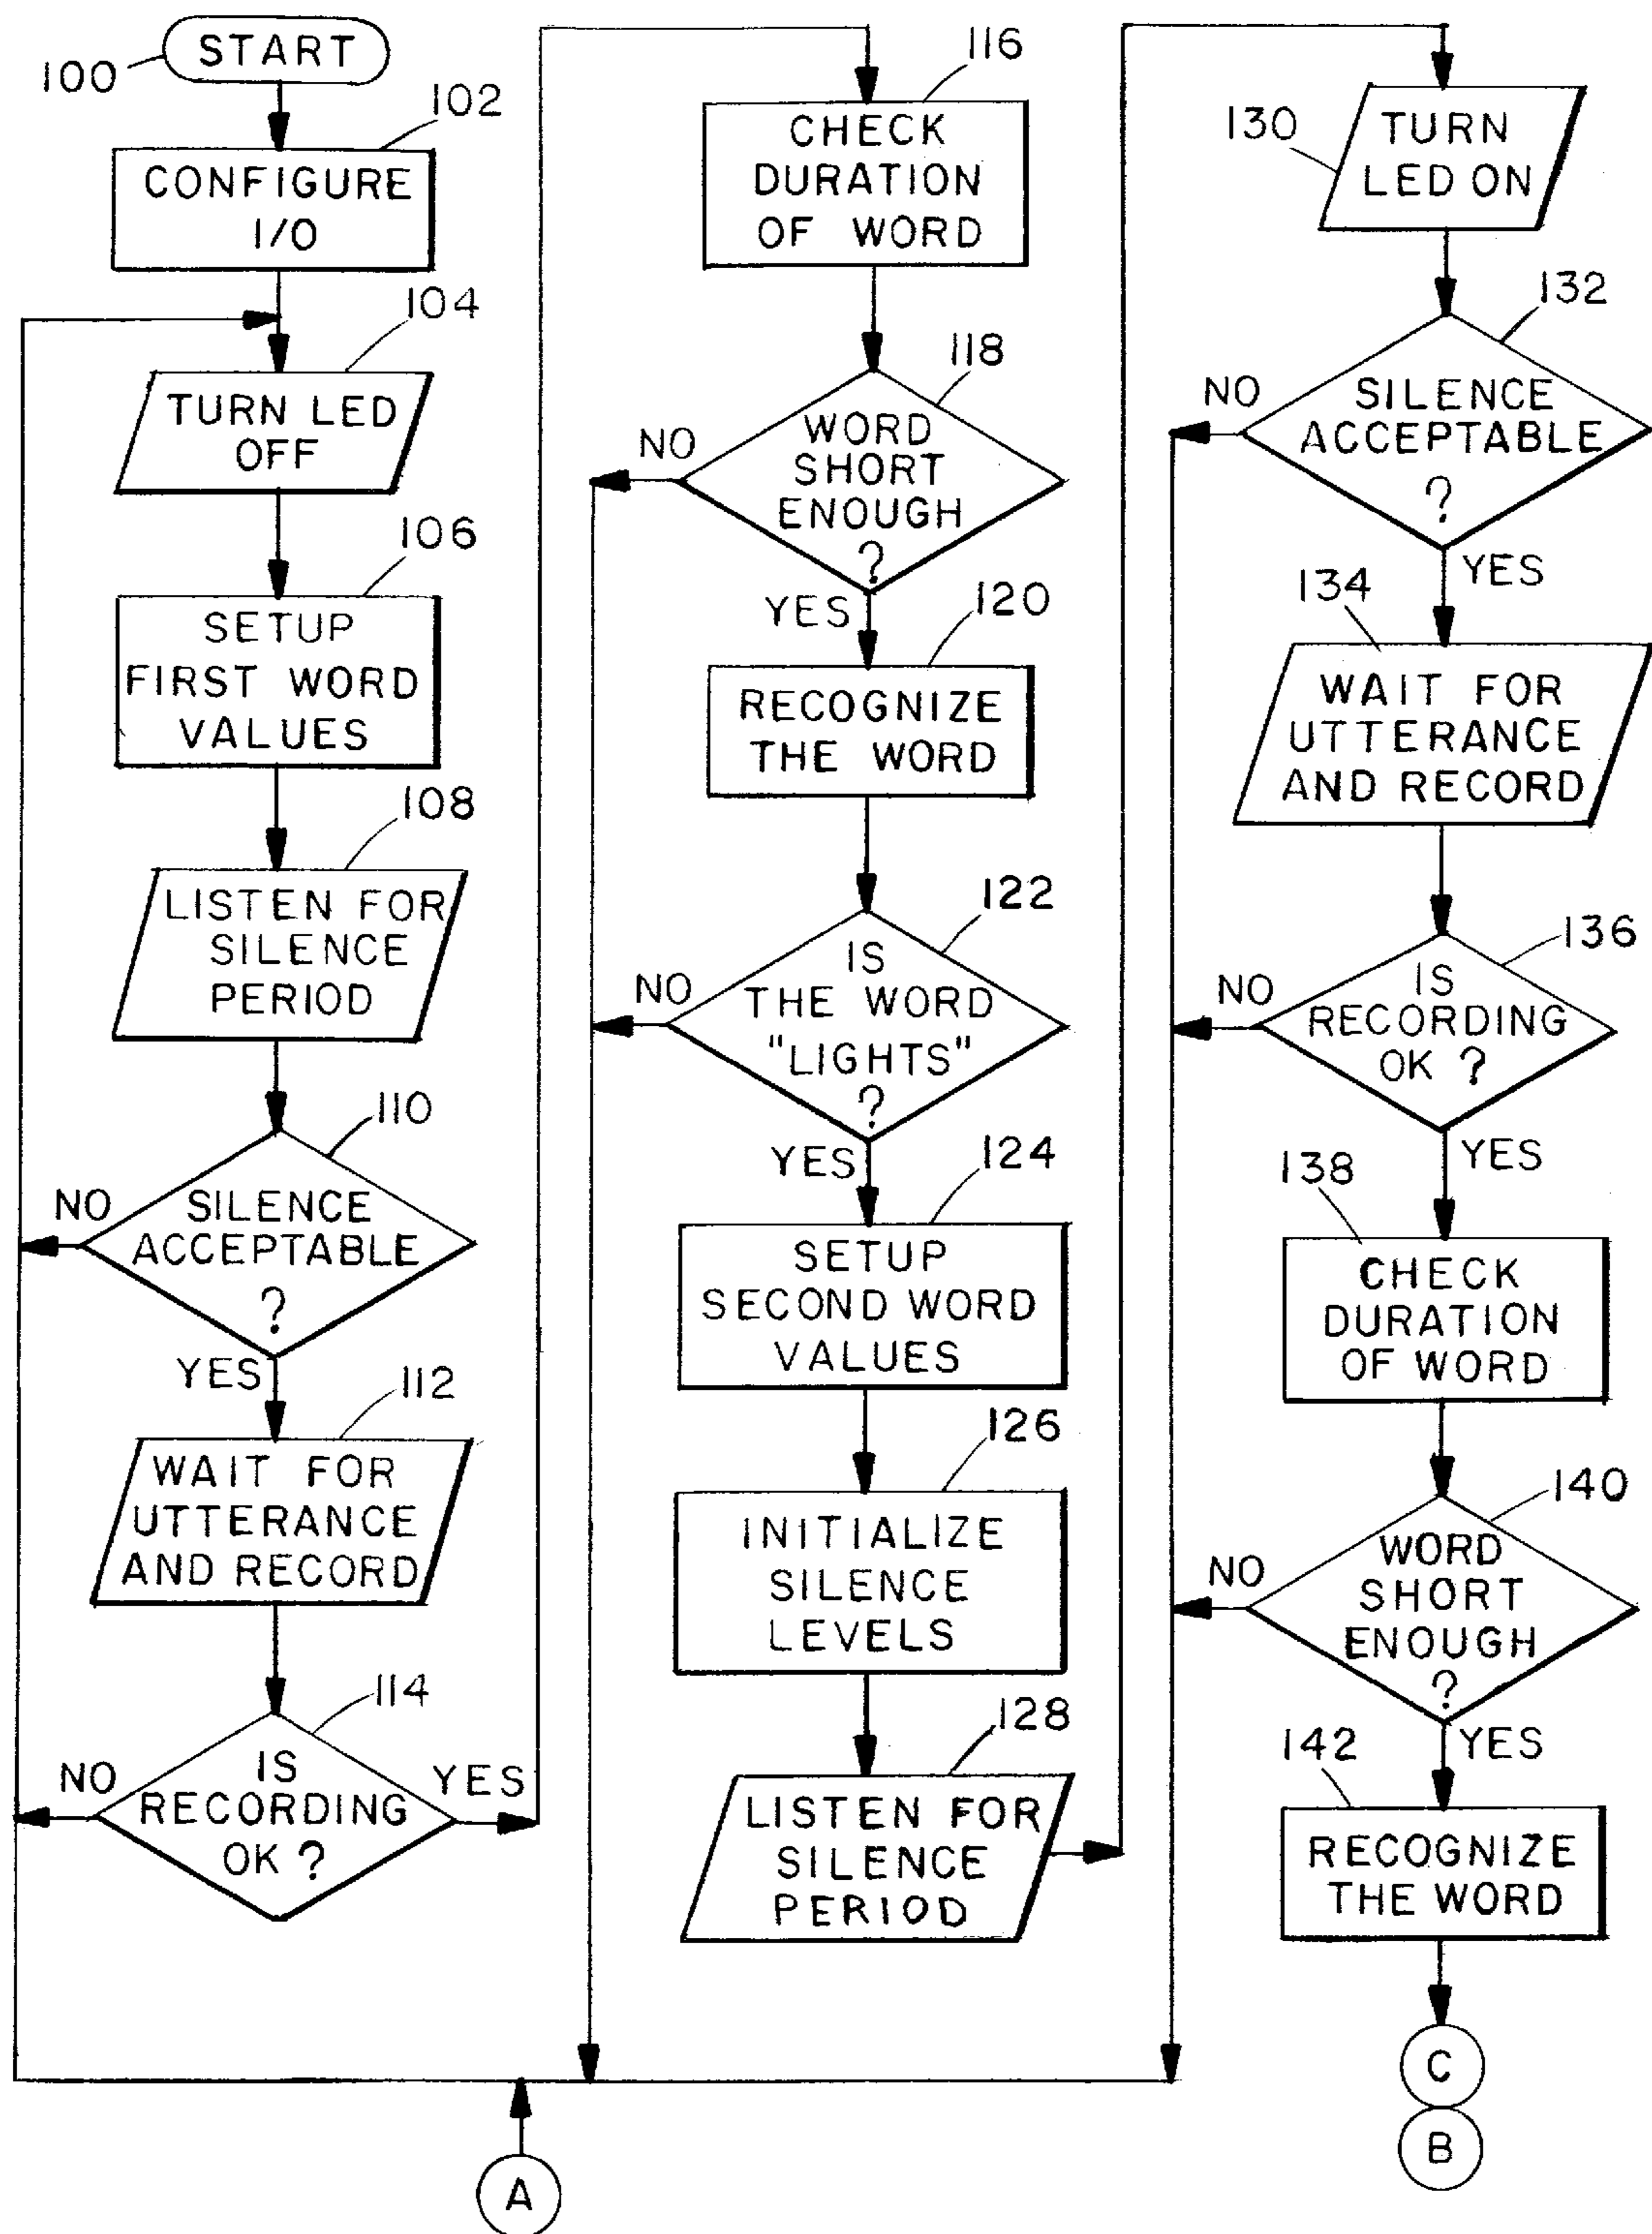 START
100
102
CONFIGURE
I/O
104
TURN LED
OFF
106
SETUP
FIRST WORD
VALUES
108
LISTEN FOR
SILENCE
PERIOD
110
NO
SILENCE
ACCEPTABLE
?
YES
112
WAIT FOR
UTTERANCE
AND RECORD
114
NO
IS
RECORDING
OK ?
YES
116
CHECK
DURATION
OF WORD
118
NO
WORD
SHORT
ENOUGH
?
YES
120
RECOGNIZE
THE WORD
122
NO
IS
THE WORD
"LIGHTS"
?
YES
124
SETUP
SECOND WORD
VALUES
126
INITIALIZE
SILENCE
LEVELS
128
LISTEN FOR
SILENCE
PERIOD
130
TURN
LED ON
132
NO
SILENCE
ACCEPTABLE
?
YES
134
WAIT FOR
UTTERANCE
AND RECORD
136
NO
IS
RECORDING
OK ?
YES
138
CHECK
DURATION
OF WORD
140
NO
WORD
SHORT
ENOUGH
?
YES
142
RECOGNIZE
THE WORD
C
B
A